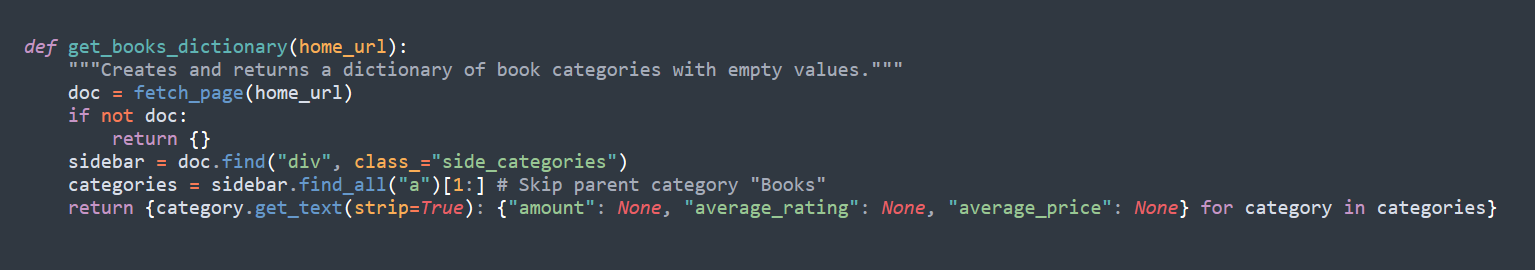 def get_books_dictionary(home_url):
    """Creates and returns a dictionary of book categories with empty values."""
    doc = fetch_page(home_url)
    if not doc:
        return {}
    sidebar = doc.find("div", class_="side_categories")
    categories = sidebar.find_all("a")[1:] # Skip parent category "Books"
    return {category.get_text(strip=True): {"amount": None, "average_rating": None, "average_price": None} for category in categories}